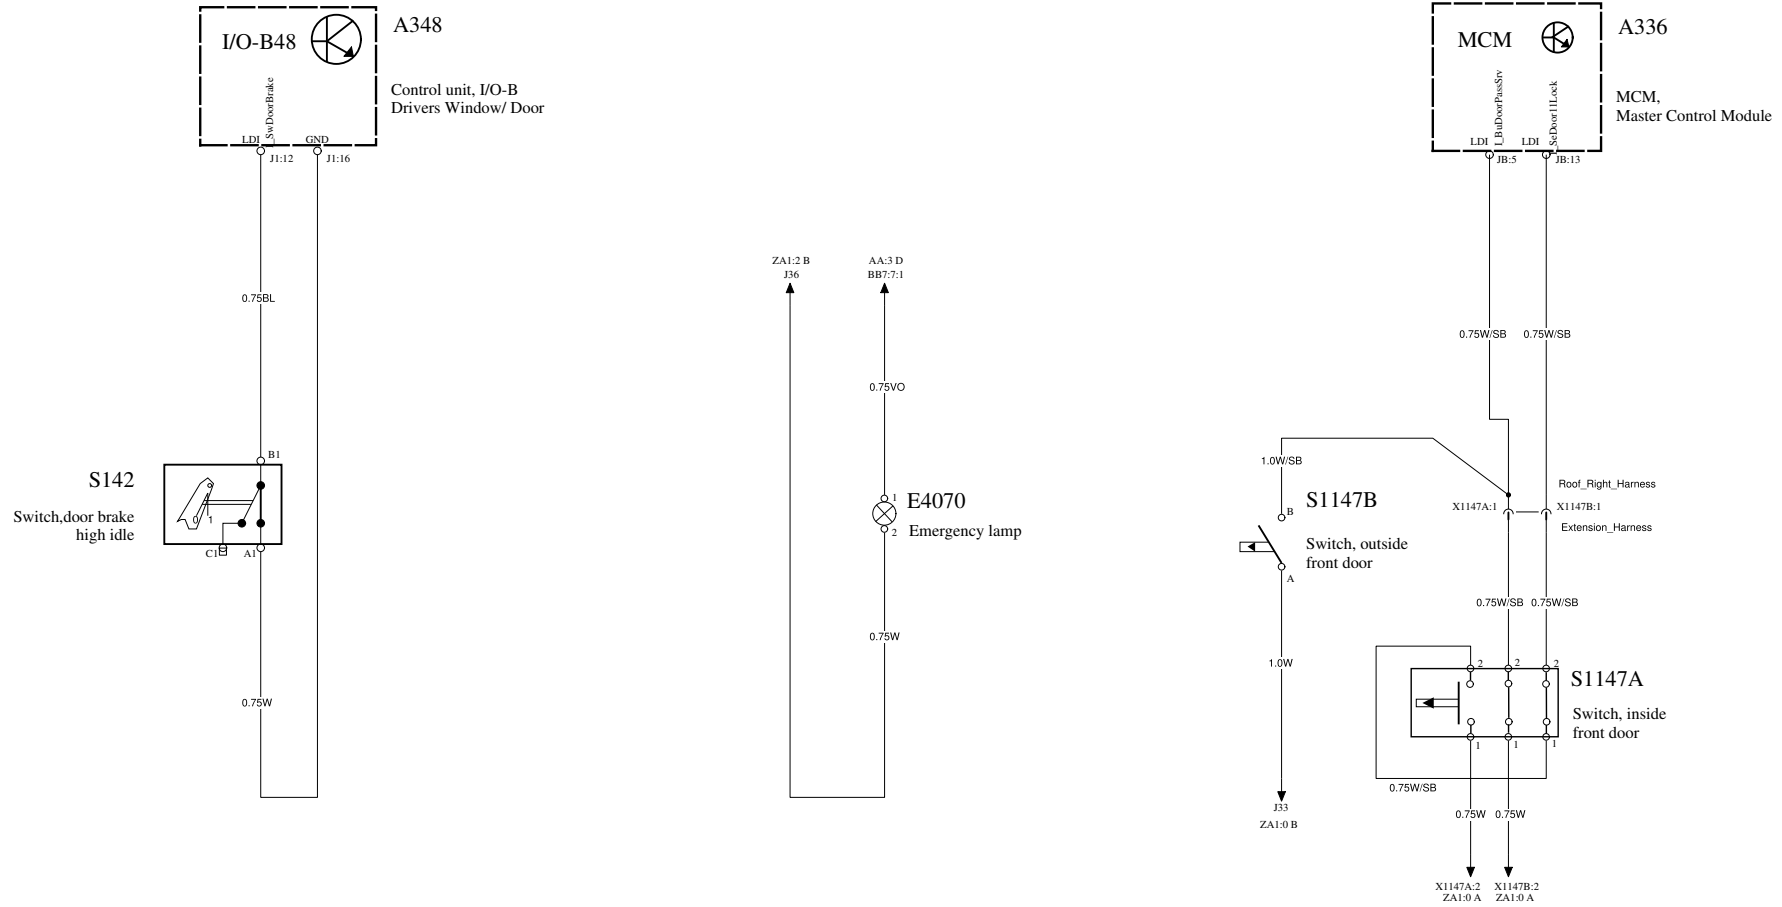 I/O-B48
A348
Control unit, I/O-B
Drivers Window/ Door
I_SwDoorBrake
LDI
GND
J1:12
J1:16
0.75BL
B1
S142
Switch,door brake
high idle
0
1
C1
A1
0.75W
ZA1:2 B
J36
AA:3 D
BB7:7:1
0.75VO
1
E4070
2
Emergency lamp
0.75W
MCM
A336
MCM,
Master Control Module
I_BuDoorPassSrv
I_SeDoor11Lock
LDI
LDI
JB:5
JB:13
0.75W/SB
0.75W/SB
1.0W/SB
S1147B
B
Switch, outside
front door
A
1.0W
J33
ZA1:0 B
Roof_Right_Harness
X1147A:1
X1147B:1
Extension_Harness
0.75W/SB
0.75W/SB
2
2
2
S1147A
Switch, inside
front door
1
1
1
0.75W/SB
0.75W
0.75W
X1147A:2
ZA1:0 A
X1147B:2
ZA1:0 A